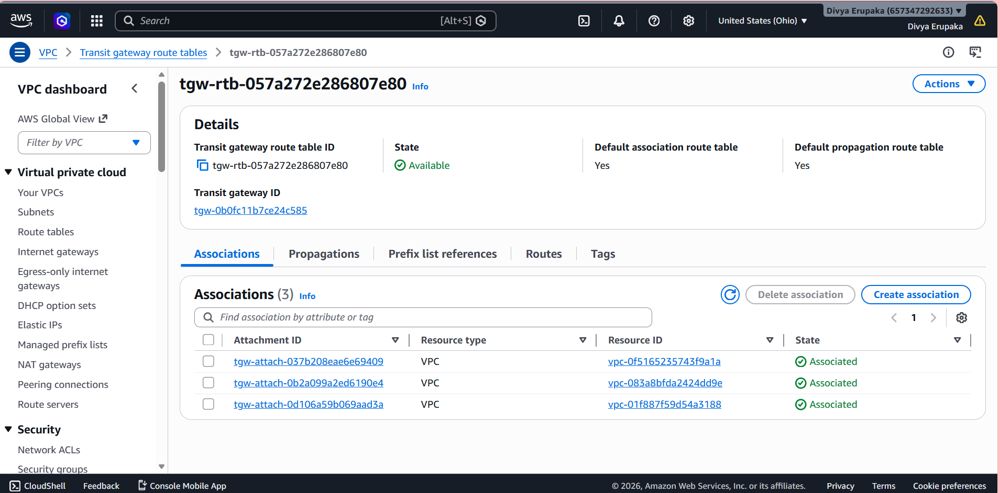 aws
Search [Alt+S]
United States (Ohio)
Divya Erupaka (657347292633)
Divya Erupaka
VPC
Transit gateway route tables
tgw-rtb-057a272e286807e80
VPC dashboard
AWS Global View
Filter by VPC
Virtual private cloud
Your VPCs
Subnets
Route tables
Internet gateways
Egress-only internet
gateways
DHCP option sets
Elastic IPs
Managed prefix lists
NAT gateways
Peering connections
Route servers
Security
Network ACLs
Security groups
tgw-rtb-057a272e286807e80 Info
Actions
Details
Transit gateway route table ID
tgw-rtb-057a272e286807e80
State
Available
Default association route table
Yes
Default propagation route table
Yes
Transit gateway ID
tgw-0b0fc11b7ce24c585
Associations Propagations Prefix list references Routes Tags
Associations (3) Info
Delete association
Create association
Find association by attribute or tag
1
Attachment ID Resource type Resource ID State
tgw-attach-037b208eae6e69409 VPC vpc-0f5165235743f9a1a Associated
tgw-attach-0b2a099a2ed6190e4 VPC vpc-083a8bfda2424dd9e Associated
tgw-attach-0d106a59b069aad3a VPC vpc-01f887f59d54a3188 Associated
CloudShell Feedback Console Mobile App
© 2026, Amazon Web Services, Inc. or its affiliates. Privacy Terms Cookie preferences